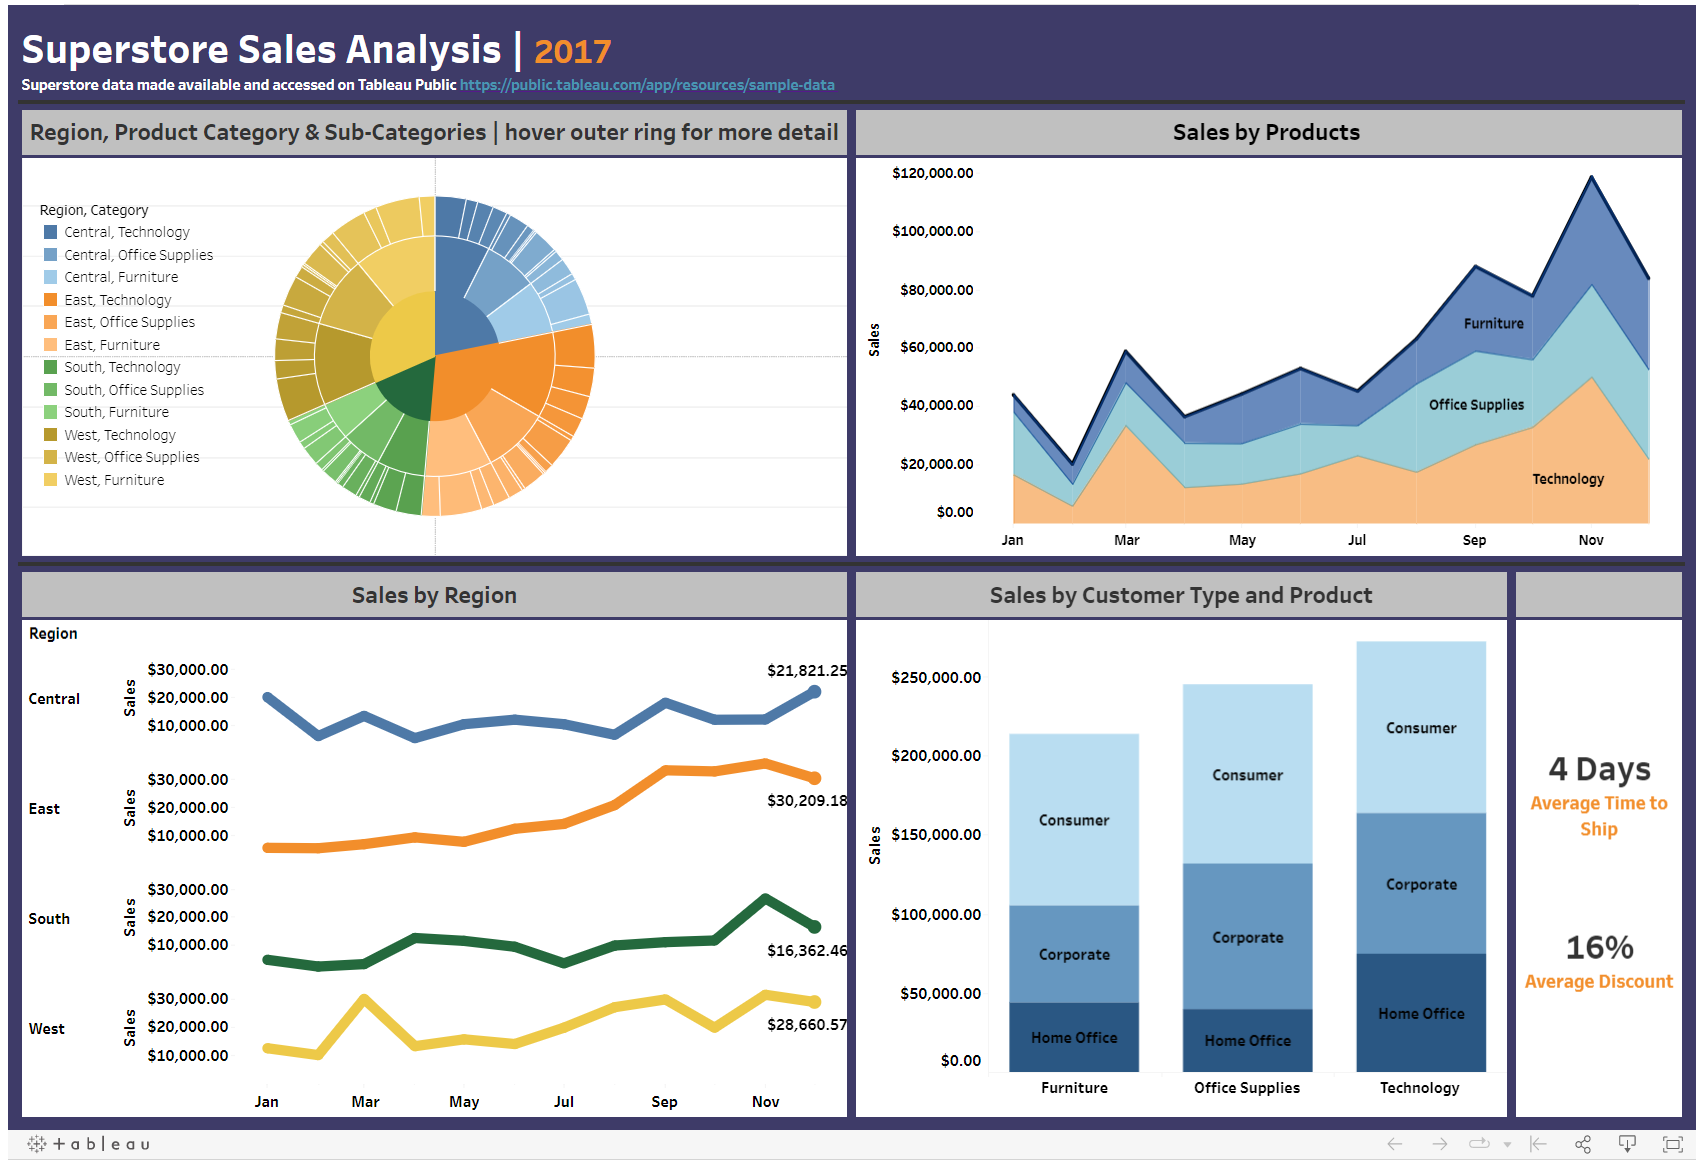 Superstore Sales Analysis | 2017
Superstore data made available and accessed on Tableau Public https://public.tableau.com/app/resources/sample-data
Region, Product Category & Sub-Categories | hover outer ring for more detail
Region, Category
Central, Technology
Central, Office Supplies
Central, Furniture
East, Technology
East, Office Supplies
East, Furniture
South, Technology
South, Office Supplies
South, Furniture
West, Technology
West, Office Supplies
West, Furniture
Sales by Products
Sales
$120,000.00
$100,000.00
$80,000.00
$60,000.00
$40,000.00
$20,000.00
$0.00
Furniture
Office Supplies
Technology
Jan Mar May Jul Sep Nov
Sales by Region
Region
Central
Sales
$30,000.00
$20,000.00
$10,000.00
$21,821.25
East
Sales
$30,000.00
$20,000.00
$10,000.00
$30,209.18
South
Sales
$30,000.00
$20,000.00
$10,000.00
$16,362.46
West
Sales
$30,000.00
$20,000.00
$10,000.00
$28,660.57
Jan Mar May Jul Sep Nov
Sales by Customer Type and Product
Sales
$250,000.00
$200,000.00
$150,000.00
$100,000.00
$50,000.00
$0.00
Consumer
Corporate
Home Office
Consumer
Corporate
Home Office
Consumer
Corporate
Home Office
Furniture Office Supplies Technology
4 Days
Average Time to
Ship
16%
Average Discount
+ableau